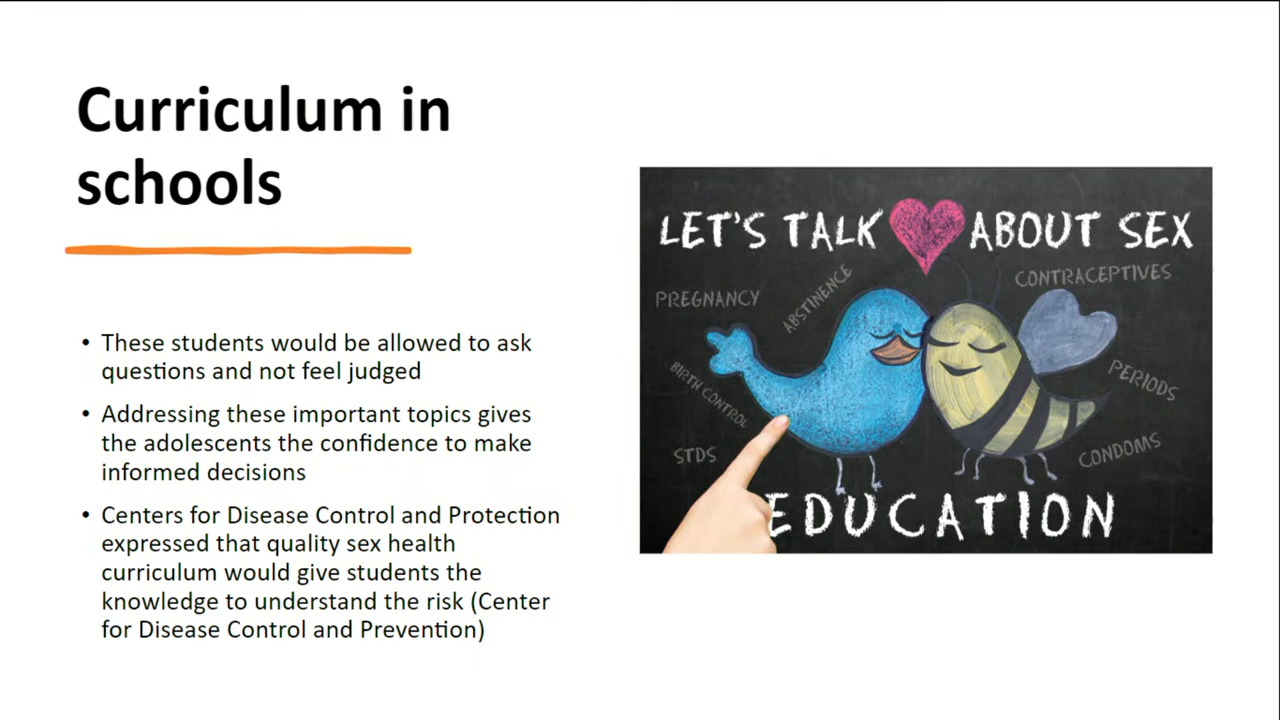 Curriculum in
schools
• These students would be allowed to ask
questions and not feel judged
• Addressing these important topics gives
the adolescents the confidence to make
informed decisions
• Centers for Disease Control and Protection
expressed that quality sex health
curriculum would give students the
knowledge to understand the risk (Center
for Disease Control and Prevention)
LET'S TALK ABOUT SEX
PREGNANCY
ABSTINENCE
CONTRACEPTIVES
BIRTH CONTROL
PERIODS
STDS
CONDOMS
EDUCATION